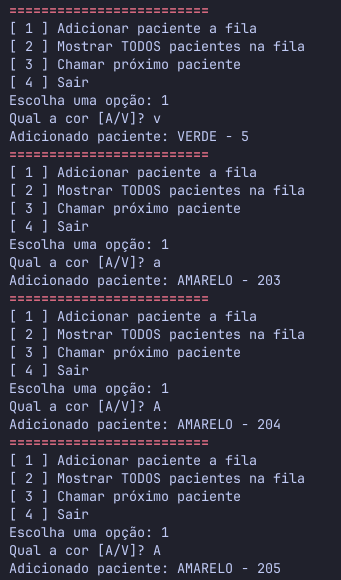 =========================
[ 1 ] Adicionar paciente a fila
[ 2 ] Mostrar TODOS pacientes na fila
[ 3 ] Chamar próximo paciente
[ 4 ] Sair
Escolha uma opção: 1
Qual a cor [A/V]? v
Adicionado paciente: VERDE - 5
=========================
[ 1 ] Adicionar paciente a fila
[ 2 ] Mostrar TODOS pacientes na fila
[ 3 ] Chamar próximo paciente
[ 4 ] Sair
Escolha uma opção: 1
Qual a cor [A/V]? a
Adicionado paciente: AMARELO - 203
=========================
[ 1 ] Adicionar paciente a fila
[ 2 ] Mostrar TODOS pacientes na fila
[ 3 ] Chamar próximo paciente
[ 4 ] Sair
Escolha uma opção: 1
Qual a cor [A/V]? A
Adicionado paciente: AMARELO - 204
=========================
[ 1 ] Adicionar paciente a fila
[ 2 ] Mostrar TODOS pacientes na fila
[ 3 ] Chamar próximo paciente
[ 4 ] Sair
Escolha uma opção: 1
Qual a cor [A/V]? A
Adicionado paciente: AMARELO - 205